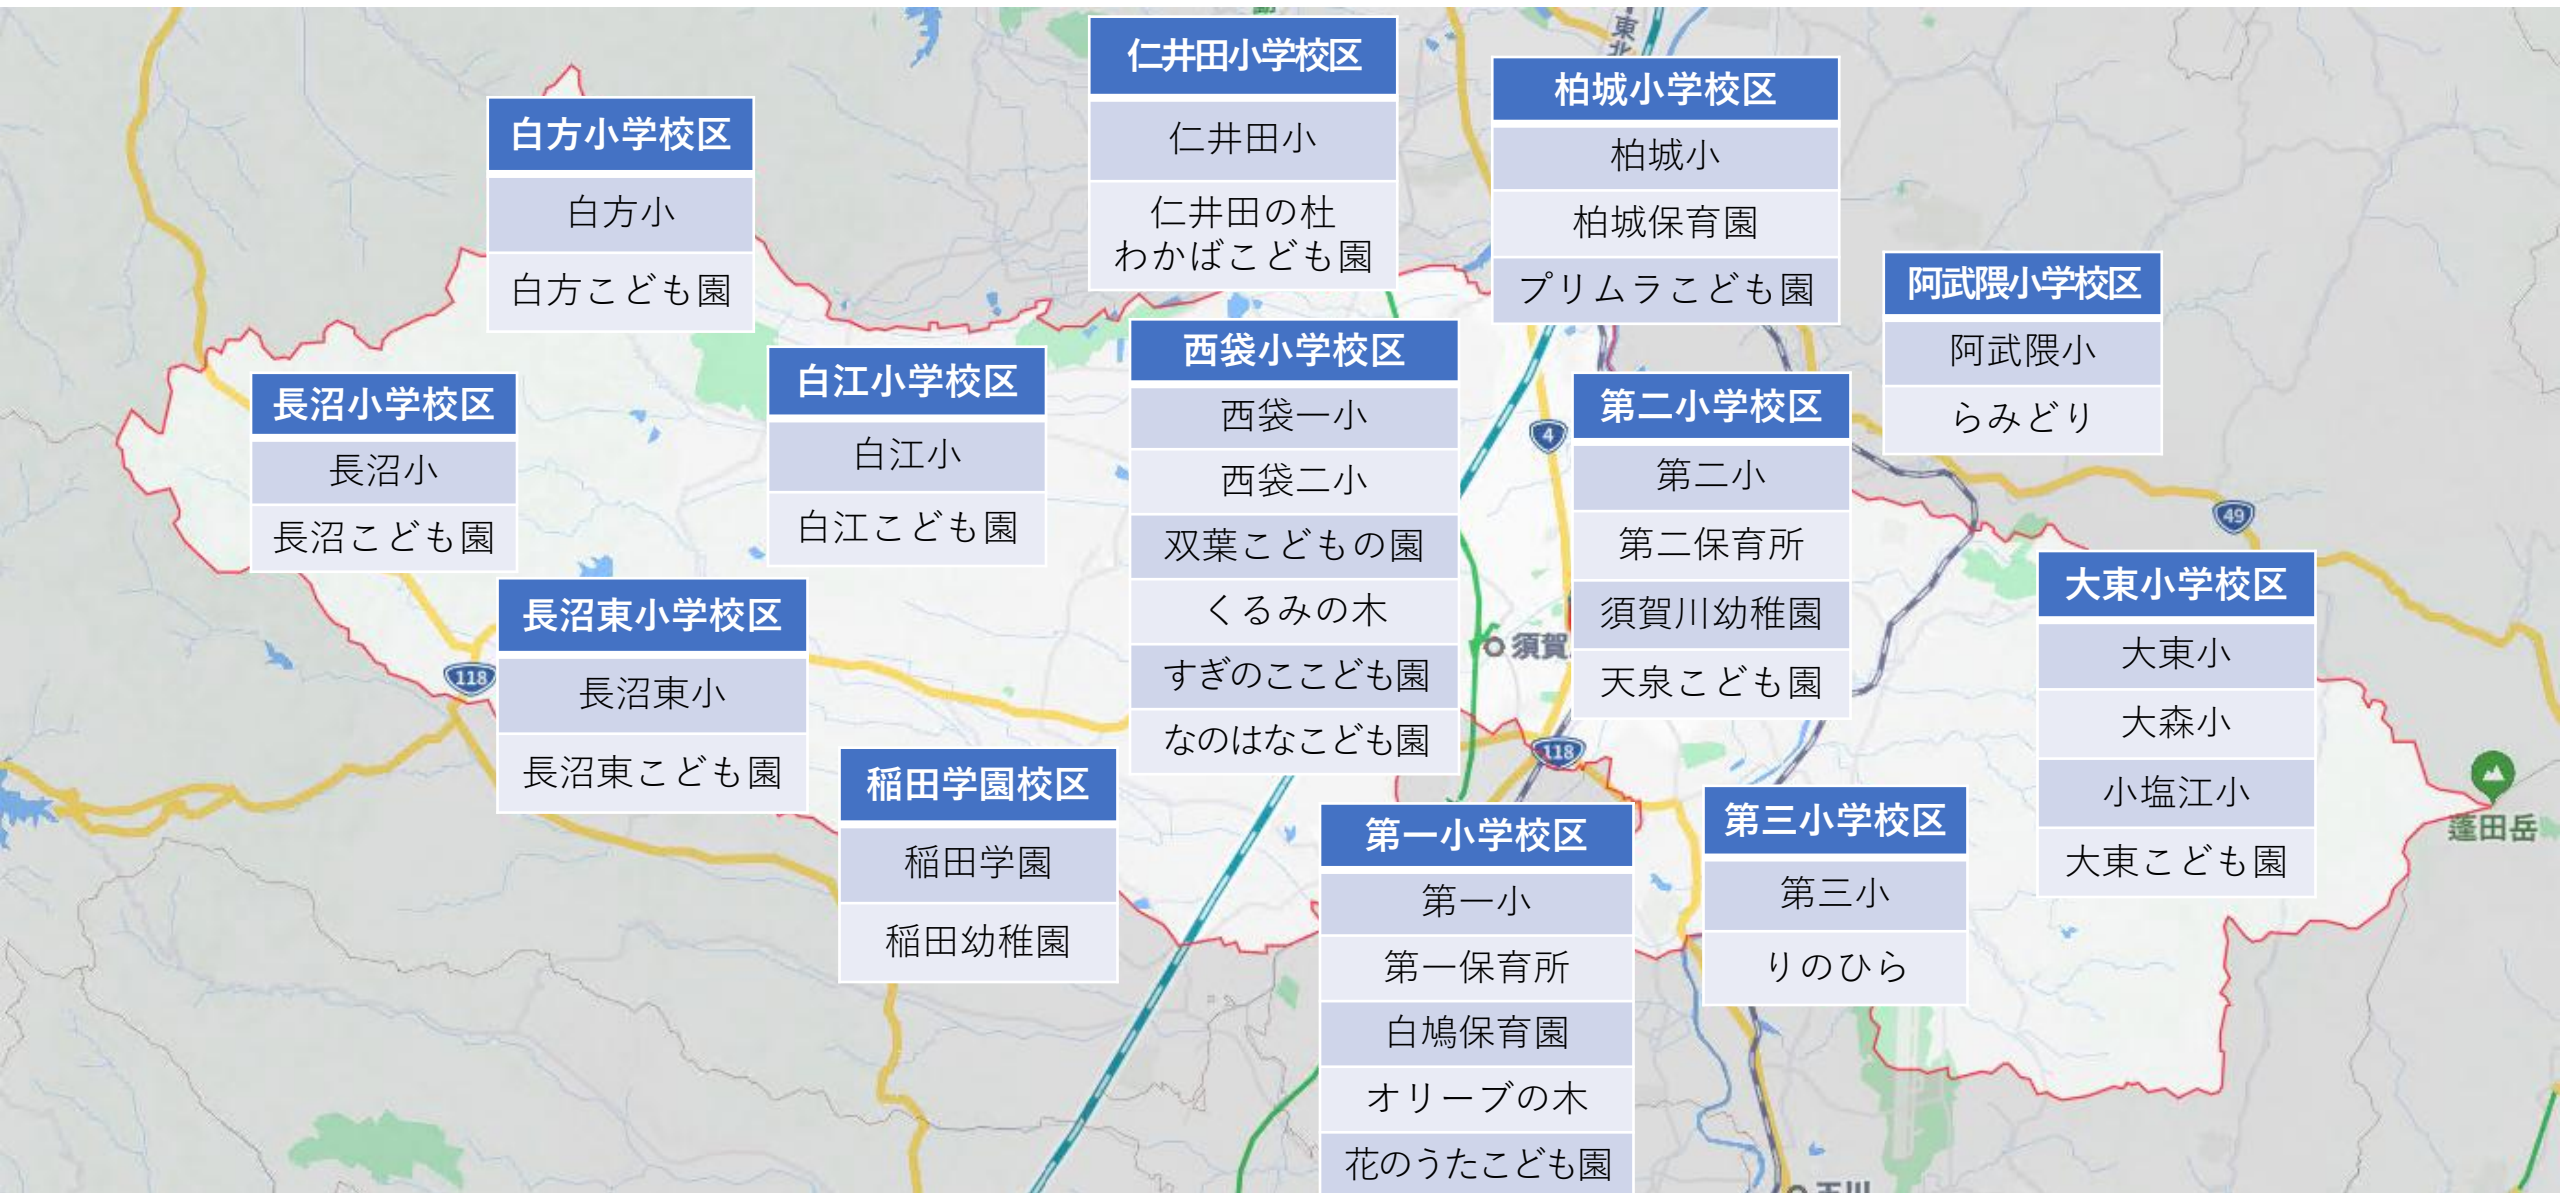 仁井田小学校区
仁井田小
仁井田の杜
わかばこども園
柏城小学校区
柏城小
柏城保育園
プリムラこども園
白方小学校区
白方小
白方こども園
阿武隈小学校区
阿武隈小
らみどり
西袋小学校区
西袋一小
西袋二小
双葉こどもの園
くるみの木
すぎのここども園
なのはなこども園
白江小学校区
白江小
白江こども園
長沼小学校区
長沼小
長沼こども園
第二小学校区
第二小
第二保育所
須賀川幼稚園
天泉こども園
4
49
大東小学校区
大東小
大森小
小塩江小
大東こども園
長沼東小学校区
長沼東小
長沼東こども園
118
須賀
118
稲田学園校区
稲田学園
稲田幼稚園
第一小学校区
第一小
第一保育所
白鳩保育園
オリーブの木
花のうたこども園
第三小学校区
第三小
りのひら
蓬田岳
東北